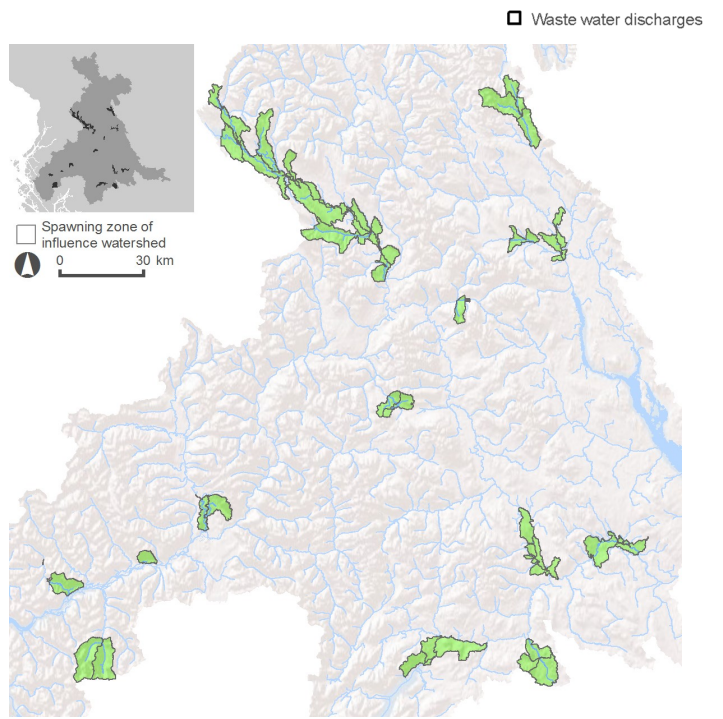 Waste water discharges
Spawning zone of
influence watershed
0 30 km